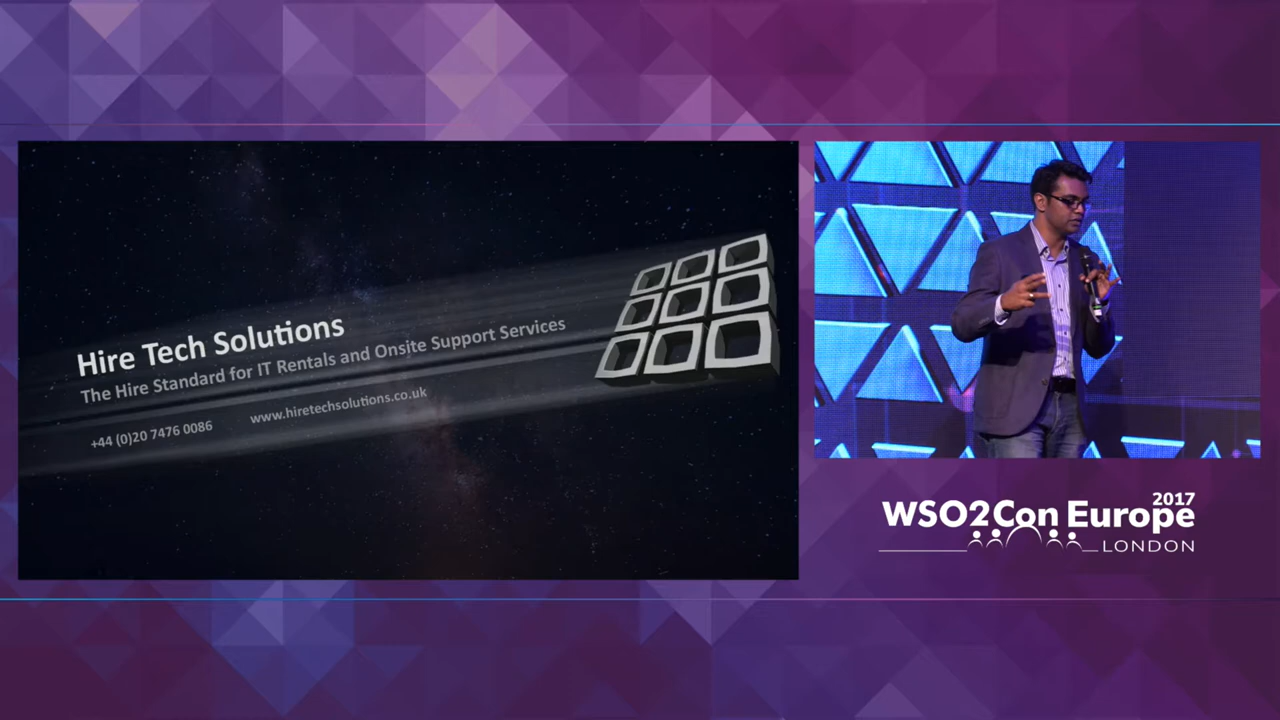 Hire Tech Solutions
The Hire Standard for IT Rentals and Onsite Support Services
+44 (0)20 7476 0086 www.hiretechsolutions.co.uk
WSO2Con Europe 2017
LONDON